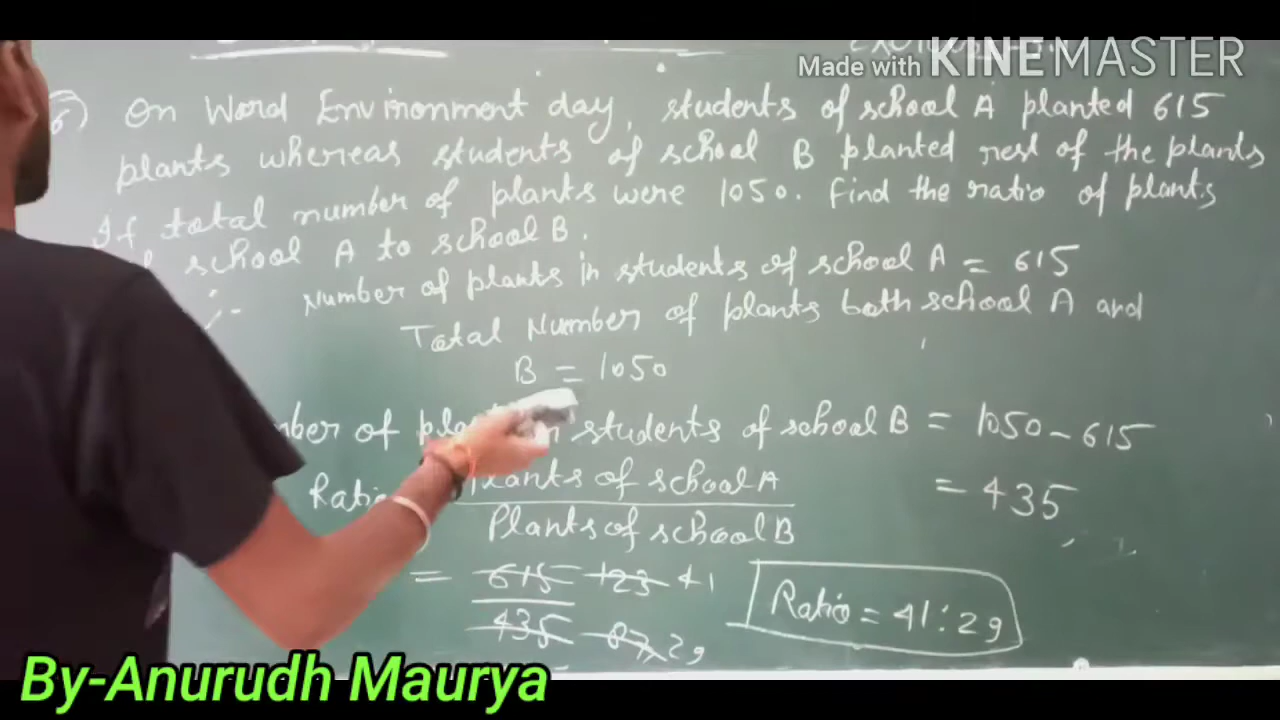 Made with KINEMASTER
6) On Word Environment day, students of school A planted 615
plants whereas students of school B planted rest of the plants
If total number of plants were 1050. Find the ratio of plants
school A to school B.
Number of plants in students of school A = 615
Total Number of plants both school A and
B = 1050
of students of school B = 1050 - 615
= 435
Plants of school A
Plants of school B
= 615 123 41
435 87 29
Ratio = 41:29
By-Anurudh Maurya